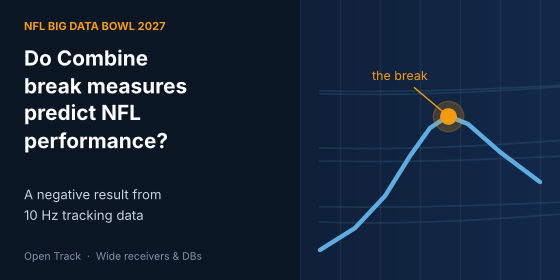 NFL BIG DATA BOWL 2027
Do Combine
break measures
predict NFL
performance?
A negative result from
10 Hz tracking data
Open Track · Wide receivers & DBs
the break